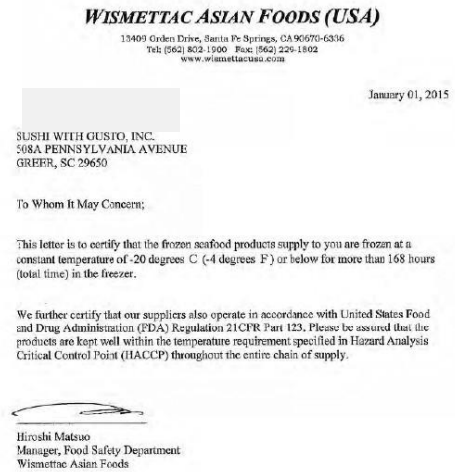 WISMETTAC ASIAN FOODS (USA)
13409 Orden Drive, Santa Fe Springs, CA 90670-6336
Tel: (562) 802-1900 Fax: (562) 229-1802
www.wismettacusa.com
January 01, 2015
SUSHI WITH GUSTO, INC.
508A PENNSYLVANIA AVENUE
GREER, SC 29650
To Whom It May Concern;
This letter is to certify that the frozen seafood products supply to you are frozen at a
constant temperature of -20 degrees C (-4 degrees F) or below for more than 168 hours
(total time) in the freezer.
We further certify that our suppliers also operate in accordance with United States Food
and Drug Administration (FDA) Regulation 21CFR Part 123. Please be assured that the
products are kept well within the temperature requirement specified in Hazard Analysis
Critical Control Point (HACCP) throughout the entire chain of supply.
Hiroshi Matsuo
Manager, Food Safety Department
Wismettac Asian Foods